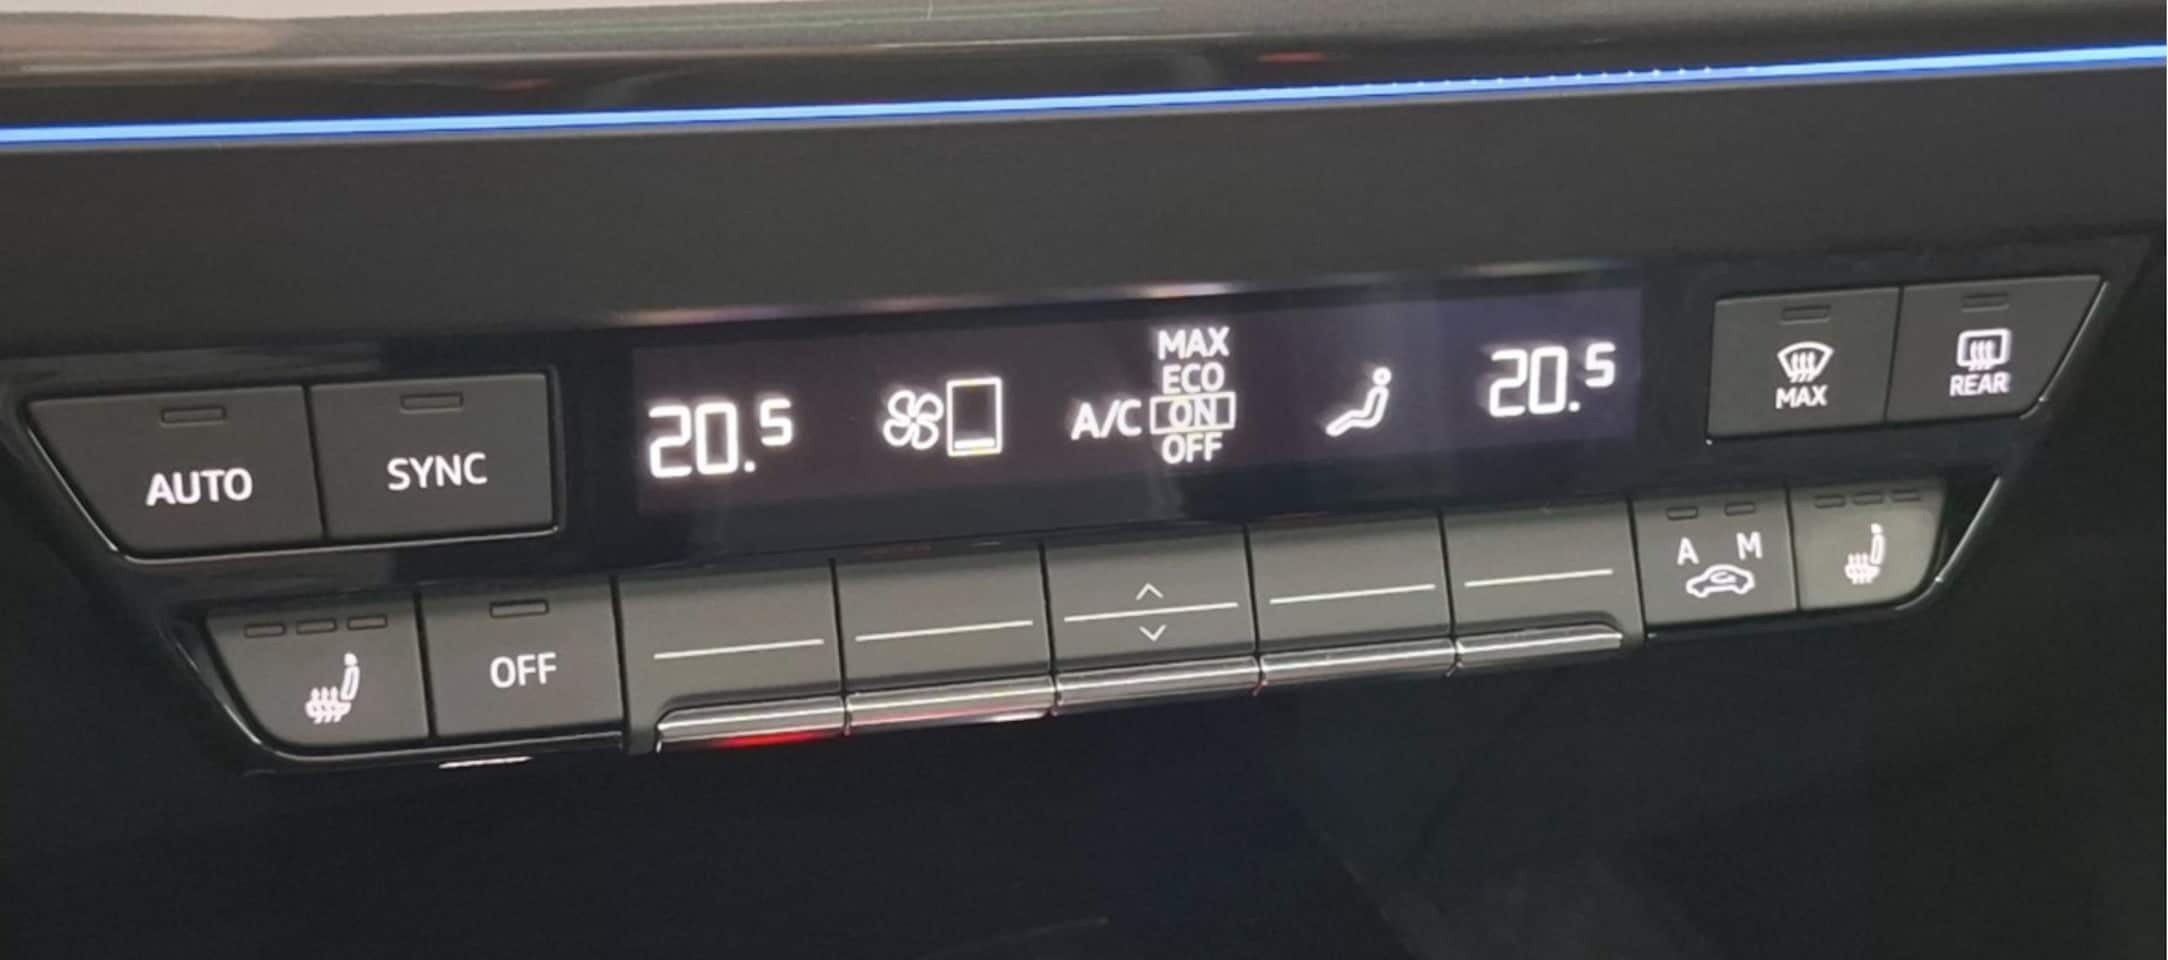 AUTO
SYNC
20.5
A/C
MAX
ECO
ON
OFF
20.5
MAX
REAR
OFF
A M